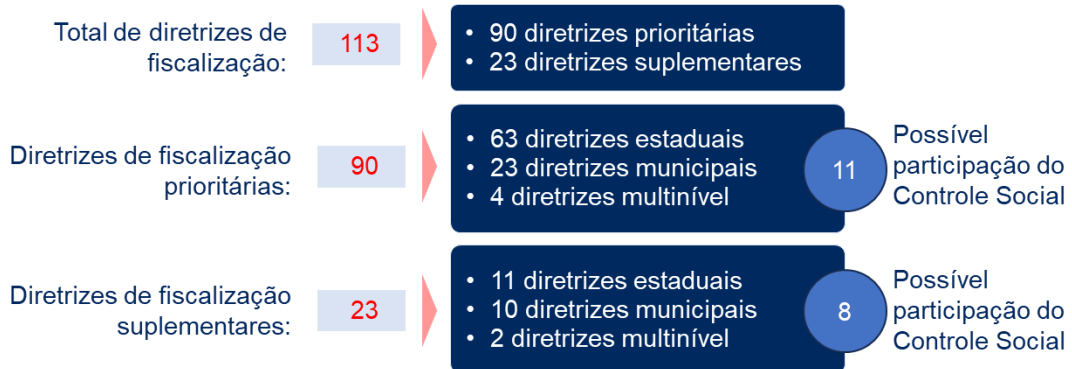 Total de diretrizes de
fiscalização:
113
• 90 diretrizes prioritárias
• 23 diretrizes suplementares
Diretrizes de fiscalização
prioritárias:
90
• 63 diretrizes estaduais
• 23 diretrizes municipais
• 4 diretrizes multinível
11
Possível
participação do
Controle Social
Diretrizes de fiscalização
suplementares:
23
• 11 diretrizes estaduais
• 10 diretrizes municipais
• 2 diretrizes multinível
8
Possível
participação do
Controle Social